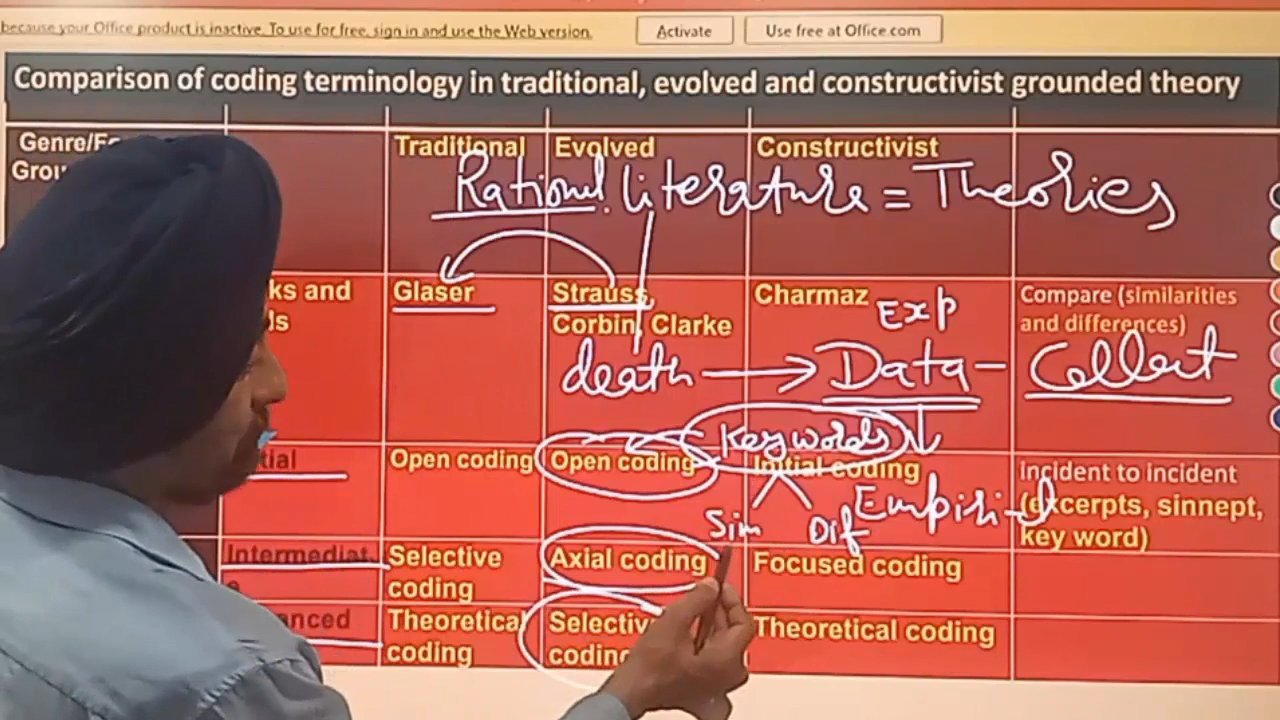 because your Office product is inactive. To use for free, sign in and use the Web version.
Activate
Use free at Office.com
Comparison of coding terminology in traditional, evolved and constructivist grounded theory
Traditional
Evolved
Constructivist
literature = Theories
Glaser
Strauss,
Corbin, Clarke
Charmaz
Exp
Compare (similarities
and differences)
death → Data - Collect
Keywords ↓
Open coding
Open coding
Initial coding
Incident to incident
(excerpts, sinnept,
key word)
Sim
Dif
Selective
coding
Axial coding
Focused coding
Theoretical coding